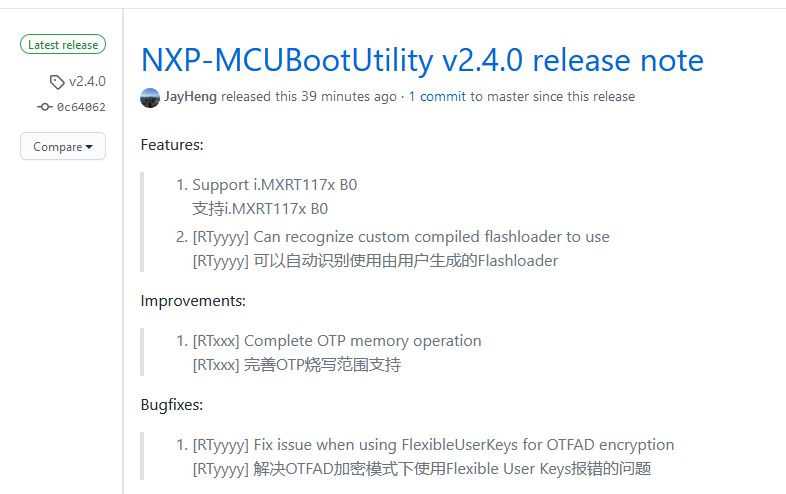 Latest release
v2.4.0
0c64062
Compare
NXP-MCUBootUtility v2.4.0 release note
JayHeng released this 39 minutes ago · 1 commit to master since this release
Features:
1. Support i.MXRT117x B0
支持i.MXRT117x B0
2. [RTyyyy] Can recognize custom compiled flashloader to use
[RTyyyy] 可以自动识别使用由用户生成的Flashloader
Improvements:
1. [RTxxx] Complete OTP memory operation
[RTxxx] 完善OTP烧写范围支持
Bugfixes:
1. [RTyyyy] Fix issue when using FlexibleUserKeys for OTFAD encryption
[RTyyyy] 解决OTFAD加密模式下使用Flexible User Keys报错的问题